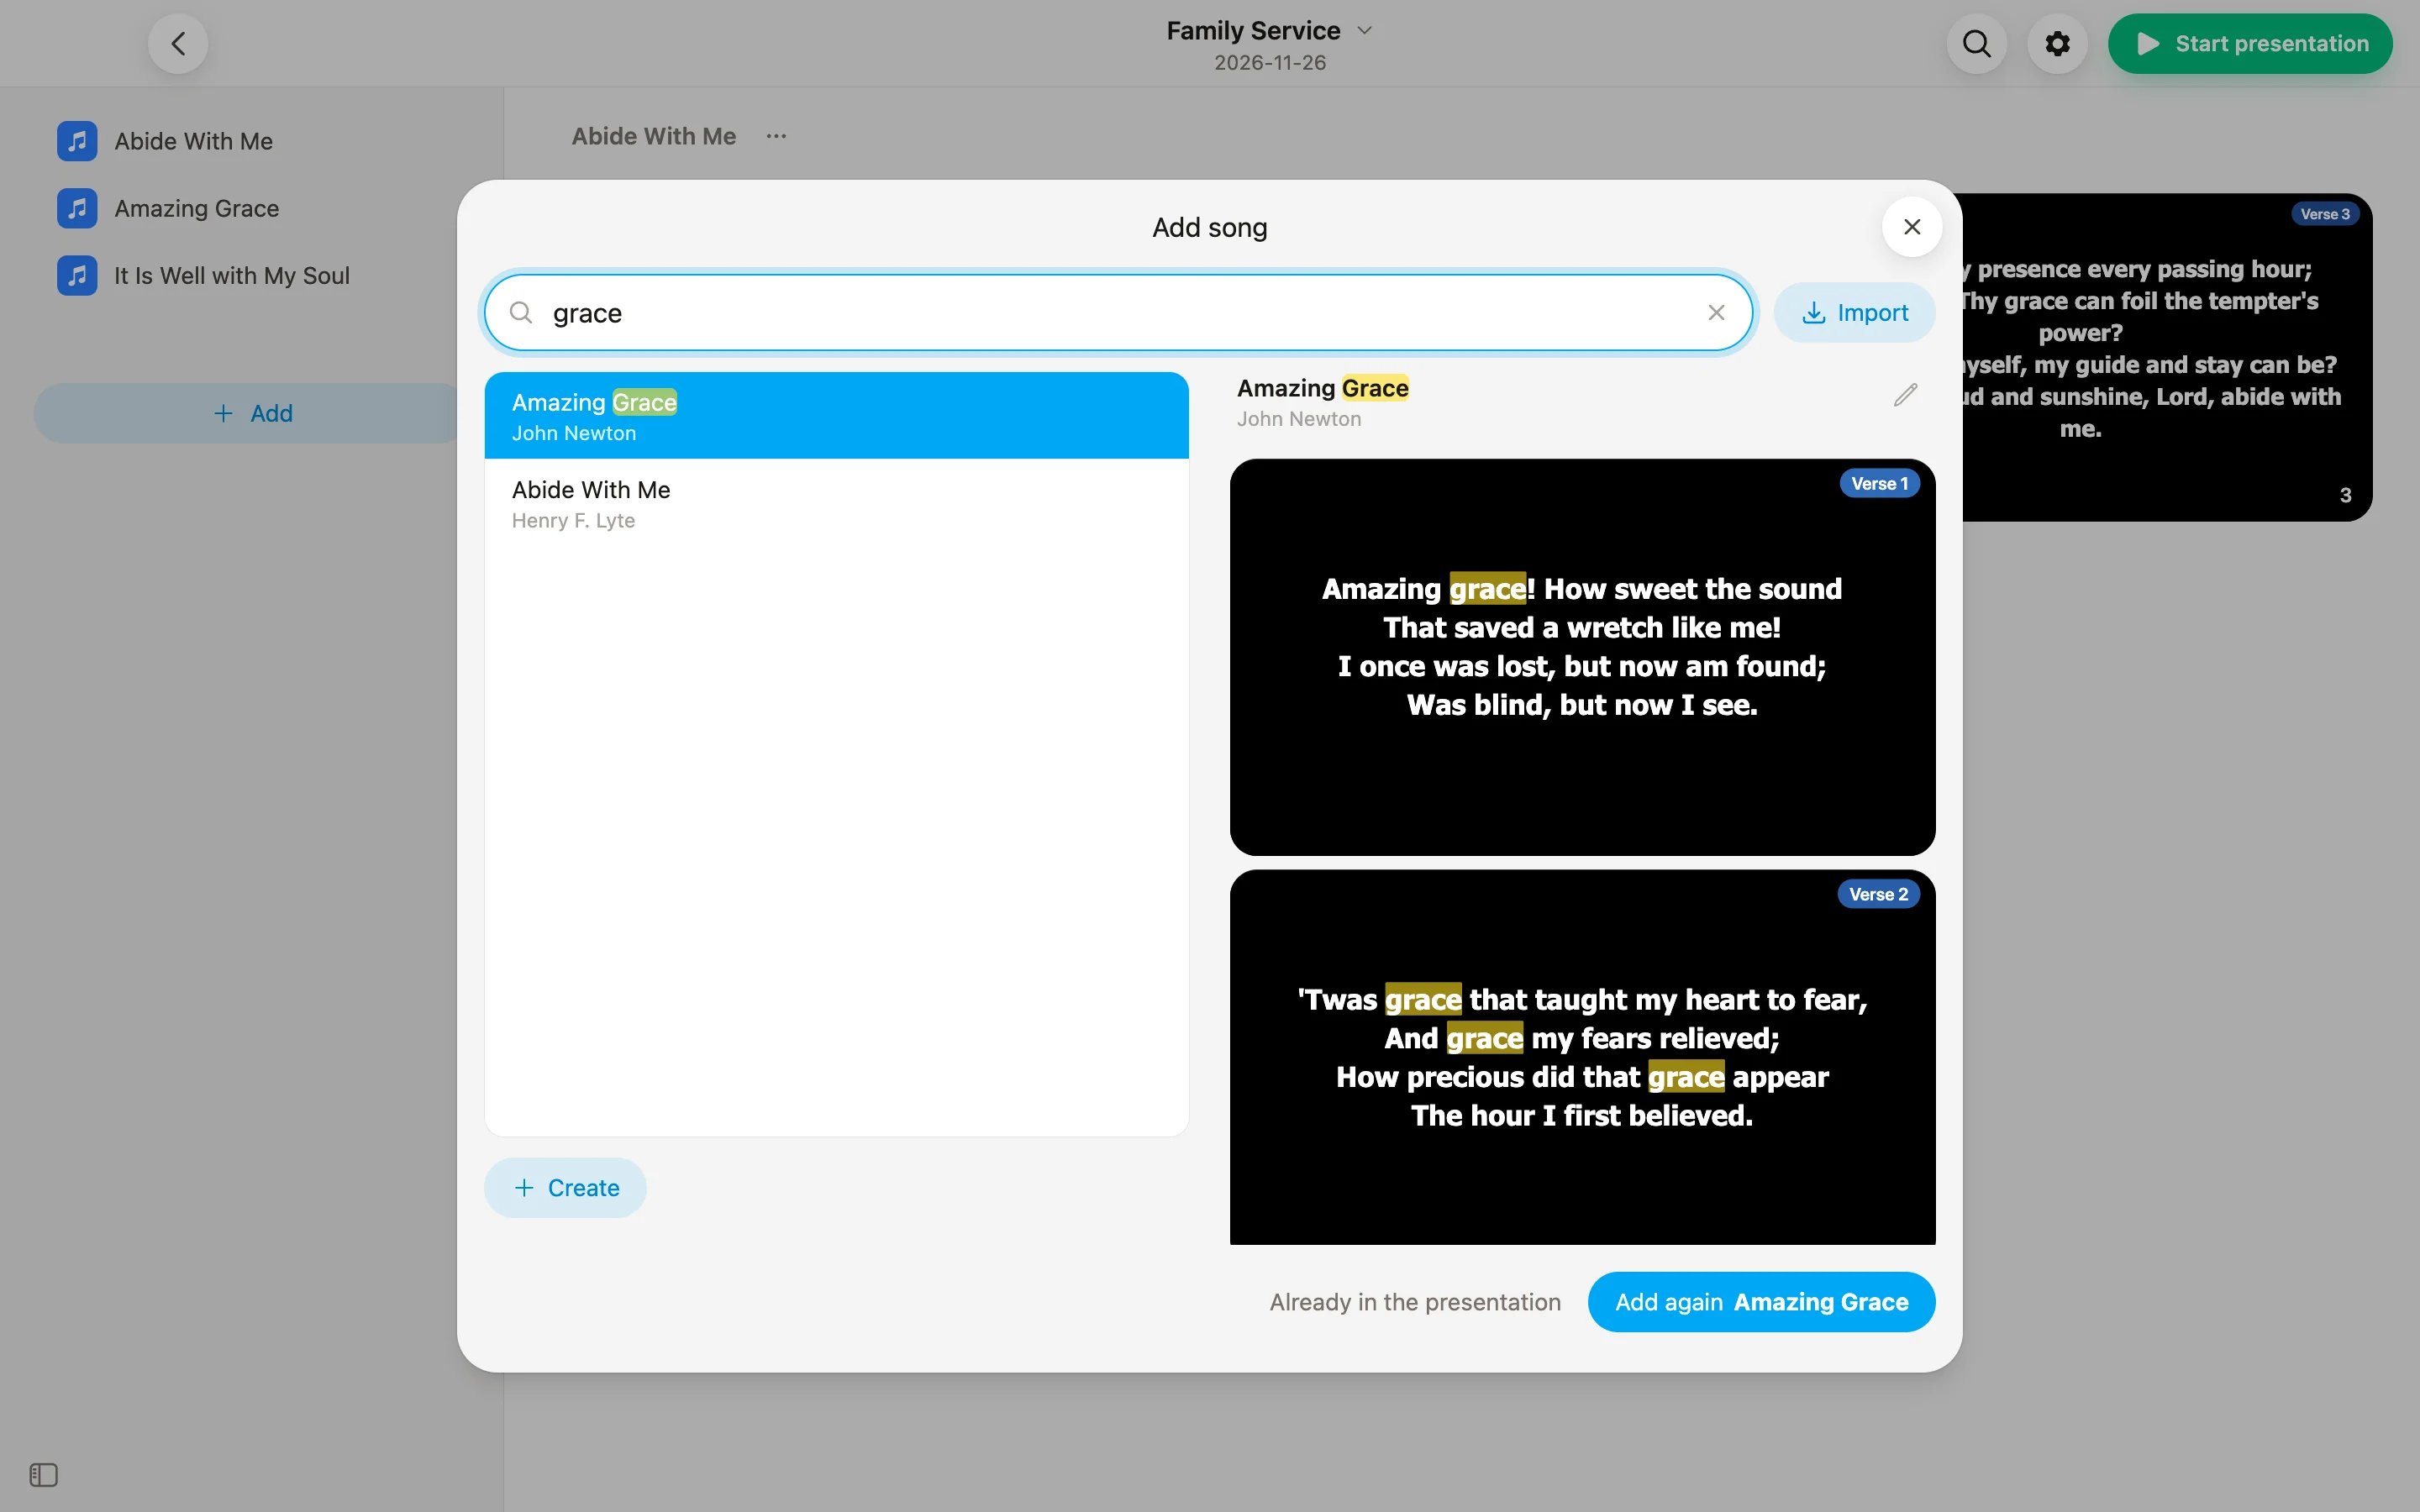 Family Service
2026-11-26
Start presentation
Abide With Me
Amazing Grace
It Is Well with My Soul
Add
Abide With Me
Verse 3
presence every passing hour;
Thy grace can foil the tempter's
power?
myself, my guide and stay can be?
and sunshine, Lord, abide with
me.
3
Add song
grace
Import
Amazing Grace
John Newton
Abide With Me
Henry F. Lyte
Create
Amazing Grace
John Newton
Verse 1
Amazing grace! How sweet the sound
That saved a wretch like me!
I once was lost, but now am found;
Was blind, but now I see.
Verse 2
'Twas grace that taught my heart to fear,
And grace my fears relieved;
How precious did that grace appear
The hour I first believed.
Already in the presentation
Add again Amazing Grace